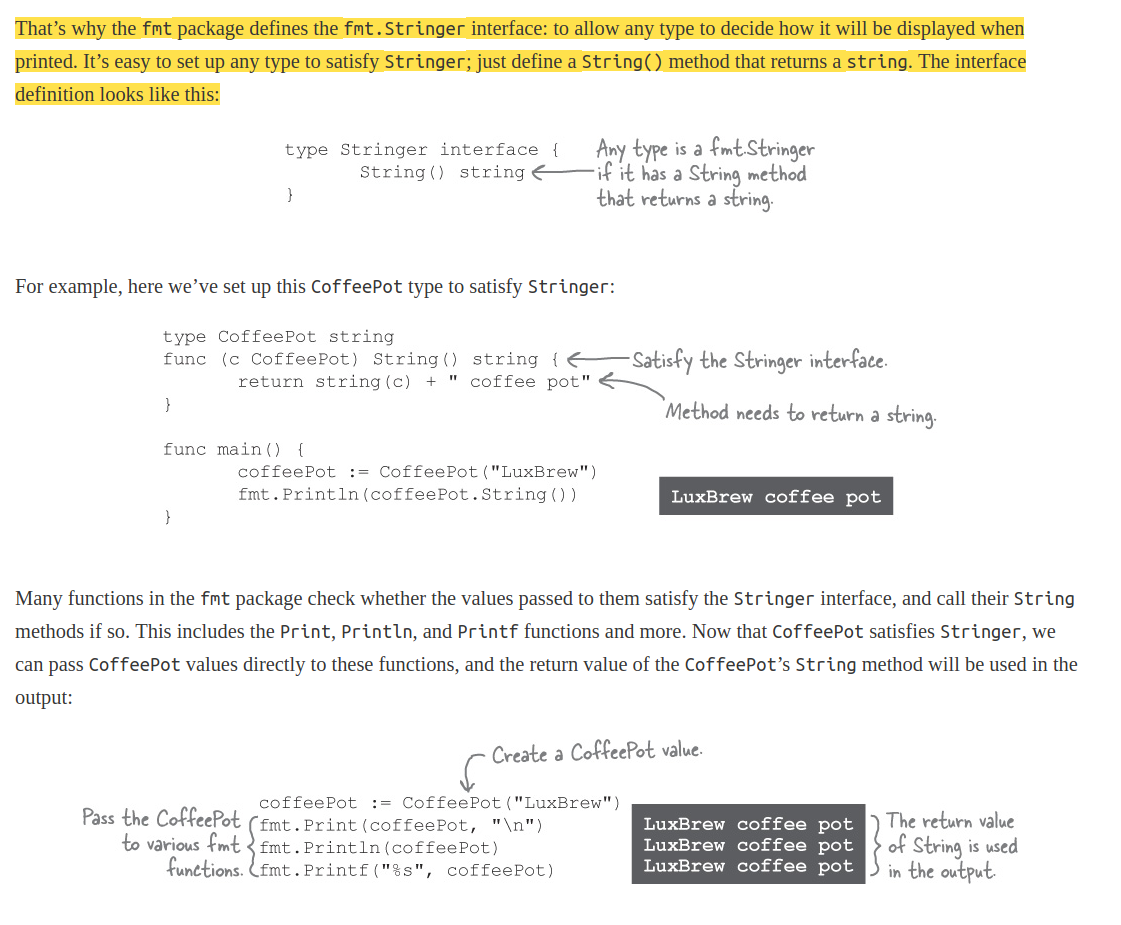 That’s why the fmt package defines the fmt.Stringer interface: to allow any type to decide how it will be displayed when
printed. It’s easy to set up any type to satisfy Stringer; just define a String() method that returns a string. The interface
definition looks like this:
type Stringer interface {
String() string
}
Any type is a fmt.Stringer
if it has a String method
that returns a string.
For example, here we’ve set up this CoffeePot type to satisfy Stringer:
type CoffeePot string
func (c CoffeePot) String() string {
return string(c) + " coffee pot"
}
Satisfy the Stringer interface.
Method needs to return a string.
func main() {
coffeePot := CoffeePot("LuxBrew")
fmt.Println(coffeePot.String())
}
LuxBrew coffee pot
Many functions in the fmt package check whether the values passed to them satisfy the Stringer interface, and call their String
methods if so. This includes the Print, Println, and Printf functions and more. Now that CoffeePot satisfies Stringer, we
can pass CoffeePot values directly to these functions, and the return value of the CoffeePot’s String method will be used in the
output:
Create a CoffeePot value.
coffeePot := CoffeePot("LuxBrew")
Pass the CoffeePot
to various fmt
functions.
fmt.Print(coffeePot, "\n")
fmt.Println(coffeePot)
fmt.Printf("%s", coffeePot)
LuxBrew coffee pot
LuxBrew coffee pot
LuxBrew coffee pot
The return value
of String is used
in the output.